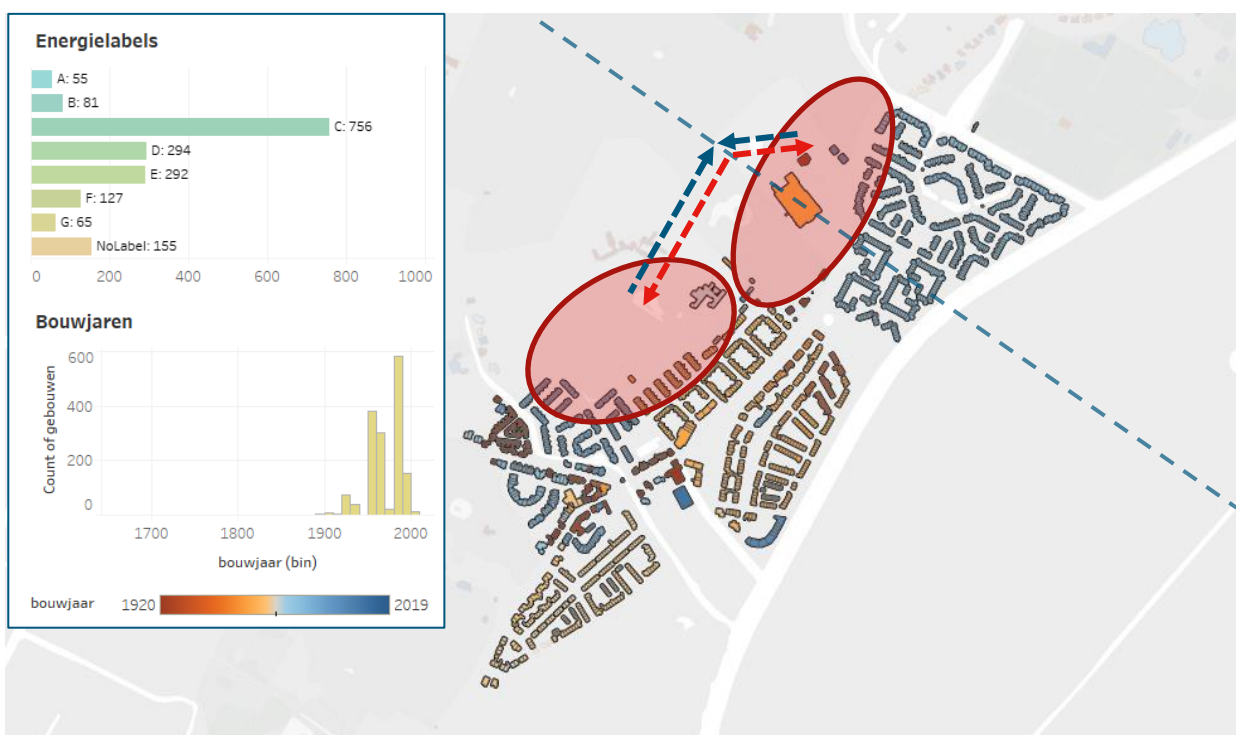 Energielabels
A: 55
B: 81
C: 756
D: 294
E: 292
F: 127
G: 65
NoLabel: 155
0 200 400 600 800 1000
Bouwjaren
Count of gebouwen
600
400
200
0
1700 1800 1900 2000
bouwjaar (bin)
bouwjaar 1920 2019